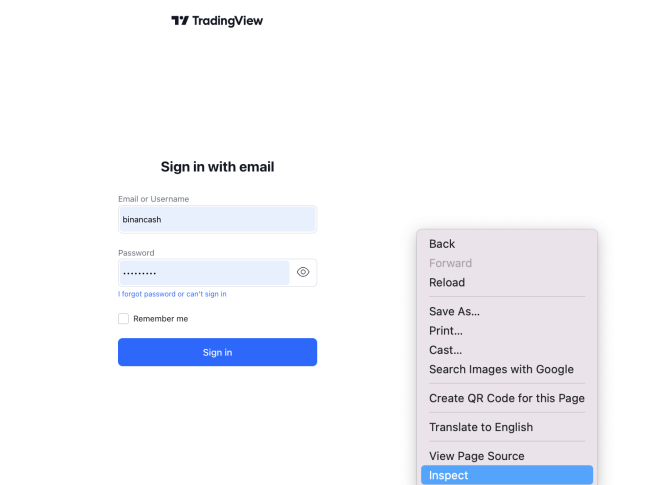 TradingView
Sign in with email
Email or Username
binancash
Password
•••••••••
I forgot password or can't sign in
Remember me
Sign in
Back
Forward
Reload
Save As...
Print...
Cast...
Search Images with Google
Create QR Code for this Page
Translate to English
View Page Source
Inspect